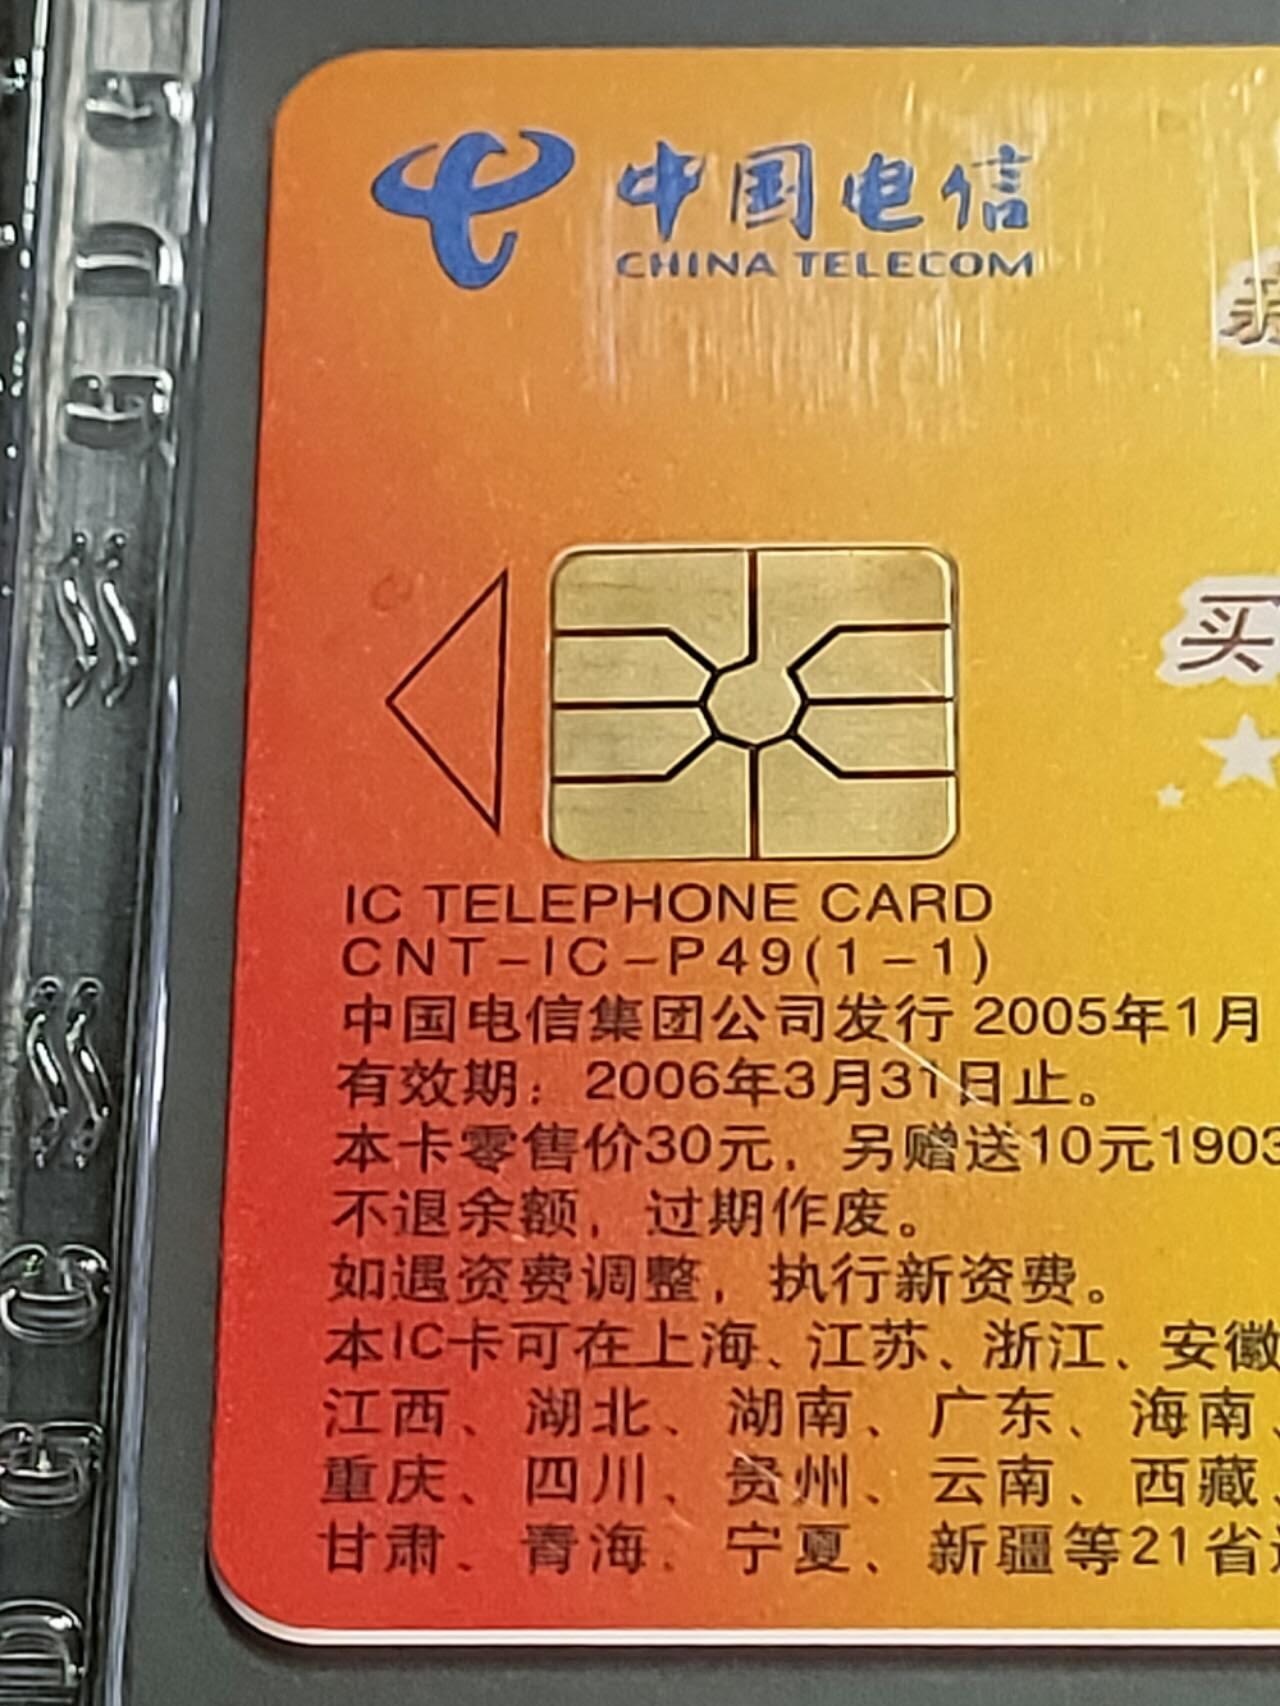 中国电信
CHINA TELECOM
买
IC TELEPHONE CARD
CNT-IC-P49(1-1)
中国电信集团公司发行 2005年1月
有效期：2006年3月31日止。
本卡零售价30元，另赠送10元1903
不退余额，过期作废。
如遇资费调整，执行新资费。
本IC卡可在上海、江苏、浙江、安徽
江西、湖北、湖南、广东、海南、
重庆、四川、贵州、云南、西藏、
甘肃、青海、宁夏、新疆等21省